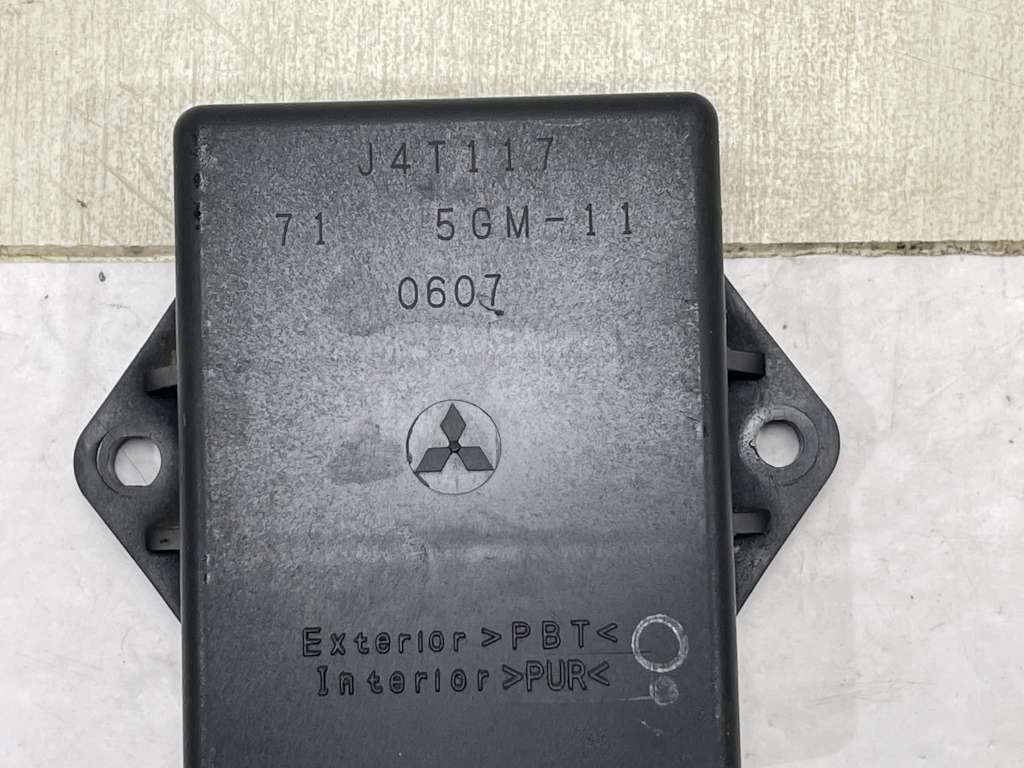 J4T117
71 5GM-11
0607
Exterior >PBT<
Interior >PUR<